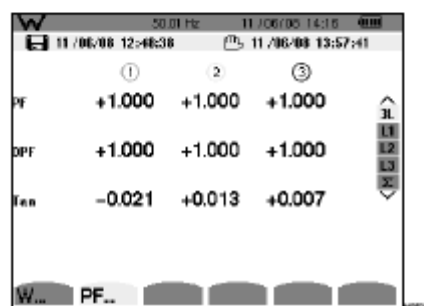 W 50.01 Hz 11/06/08 14:16
11/06/08 12:48:38 11/06/08 13:57:41
1 2 3
PF +1.000 +1.000 +1.000
3L
L1
DPF +1.000 +1.000 +1.000
L2
L3
Σ
Tan -0.021 +0.013 +0.007
W... PF...